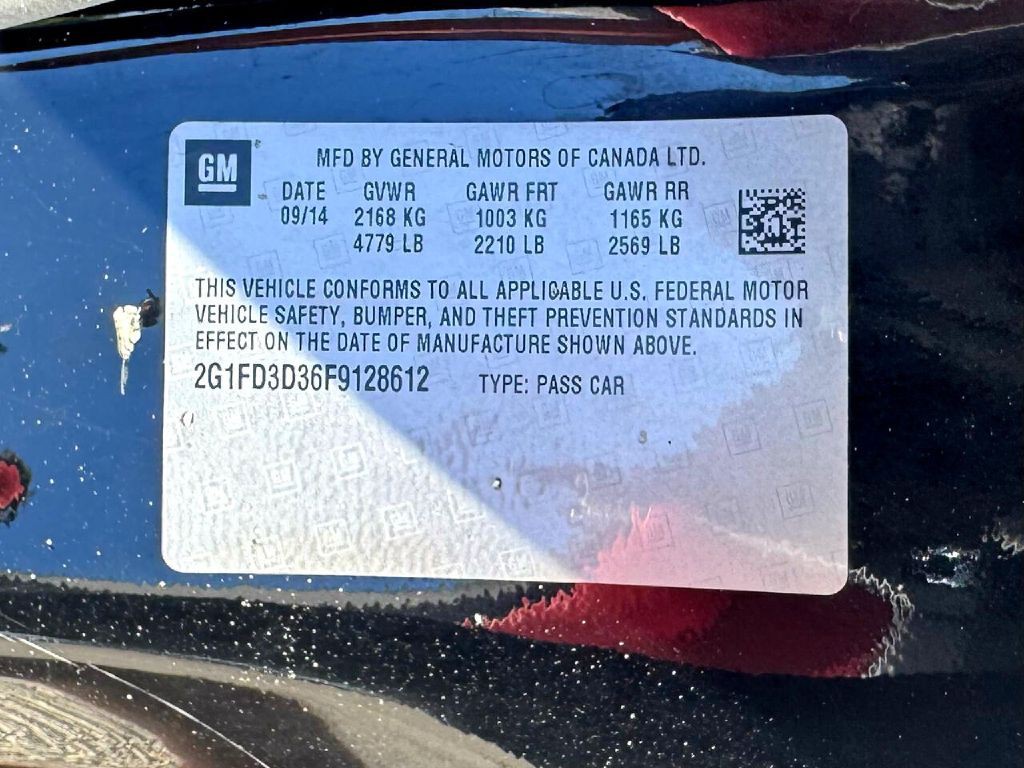 GM
MFD BY GENERAL MOTORS OF CANADA LTD.
DATE GVWR GAWR FRT GAWR RR
09/14 2168 KG 1003 KG 1165 KG
4779 LB 2210 LB 2569 LB
THIS VEHICLE CONFORMS TO ALL APPLICABLE U.S. FEDERAL MOTOR
VEHICLE SAFETY, BUMPER, AND THEFT PREVENTION STANDARDS IN
EFFECT ON THE DATE OF MANUFACTURE SHOWN ABOVE.
2G1FD3D36F9128612 TYPE: PASS CAR